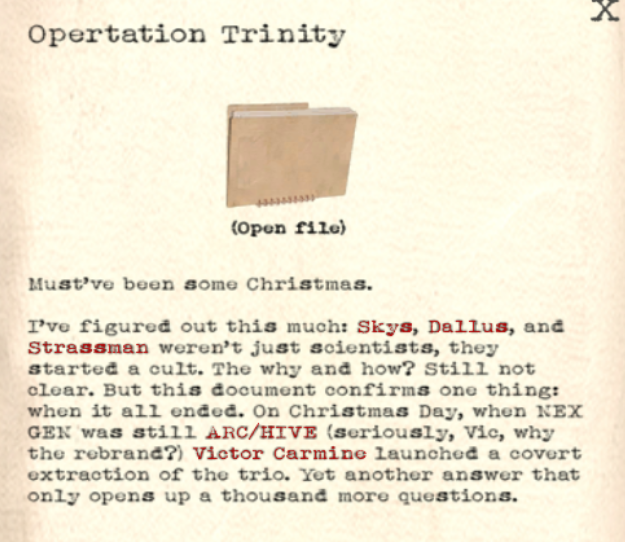 X
Opertation Trinity
(Open file)
Must've been some Christmas.
I've figured out this much: Skys, Dallus, and
Strassman weren't just scientists, they
started a cult. The why and how? Still not
clear. But this document confirms one thing:
when it all ended. On Christmas Day, when NEX
GEN was still ARC/HIVE (seriously, Vic, why
the rebrand?) Victor Carmine launched a covert
extraction of the trio. Yet another answer that
only opens up a thousand more questions.